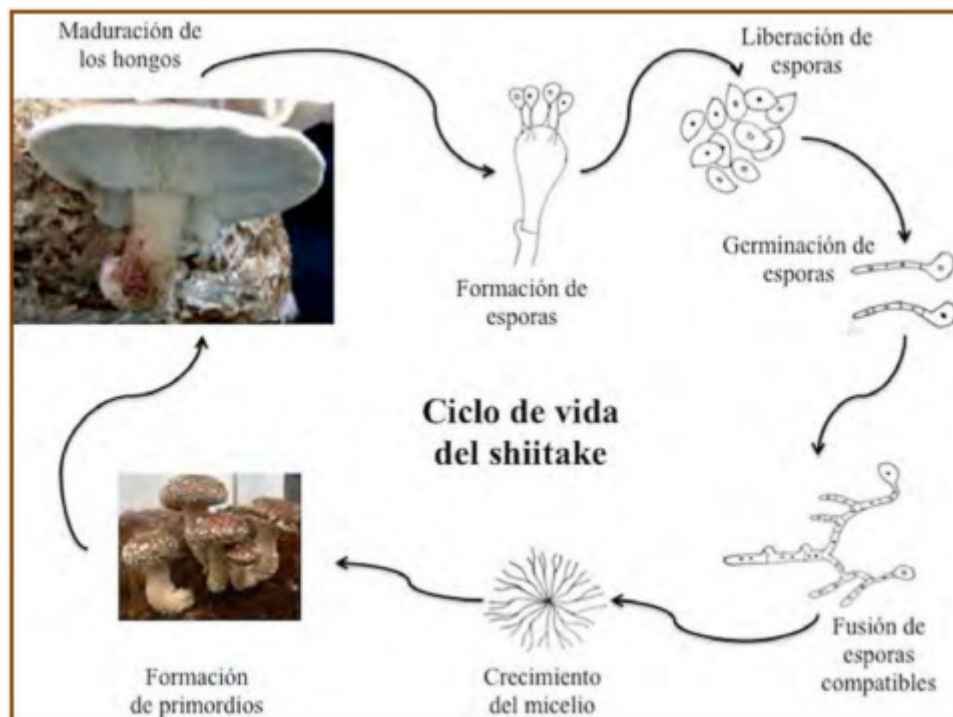 Maduración de
los hongos
Liberación de
esporas
Germinación de
esporas
Formación de
esporas
Ciclo de vida
del shiitake
Fusión de
esporas
compatibles
Crecimiento
del micelio
Formación
de primordios